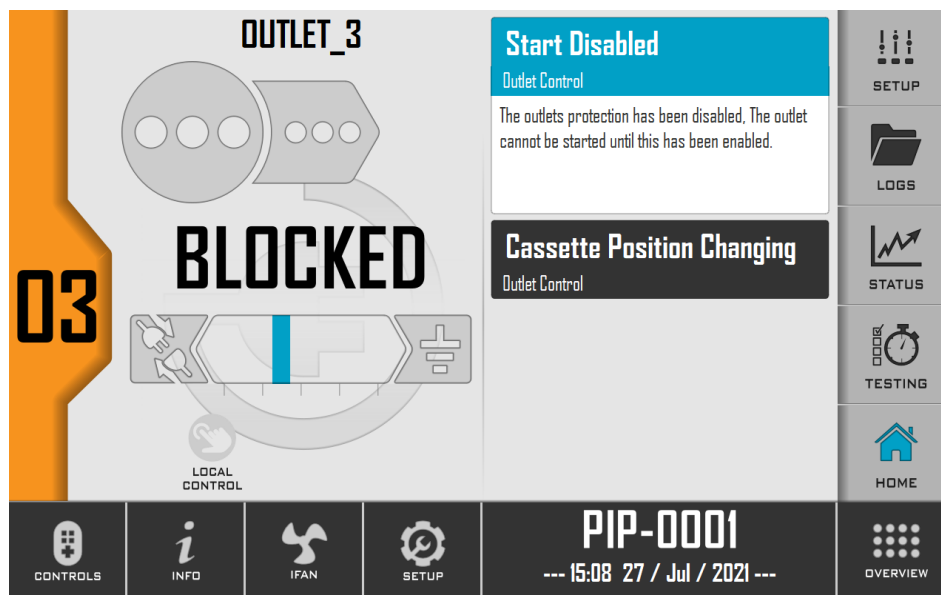 OUTLET_3
03
BLOCKED
LOCAL
CONTROL
Start Disabled
Outlet Control
The outlets protection has been disabled, The outlet
cannot be started until this has been enabled.
Cassette Position Changing
Outlet Control
SETUP
LOGS
STATUS
TESTING
HOME
CONTROLS
INFO
IFAN
SETUP
PIP-0001
--- 15:08 27 / Jul / 2021 ---
OVERVIEW